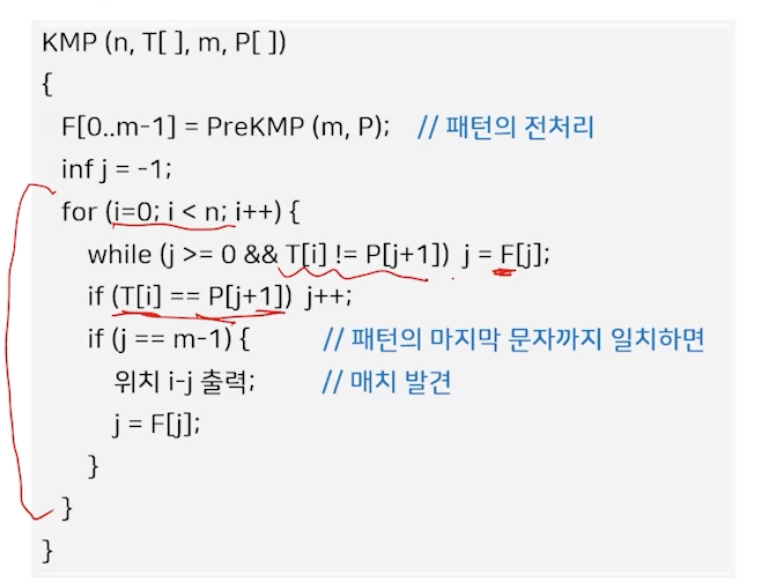 KMP (n, T[ ], m, P[ ])
{
F[0..m-1] = PreKMP (m, P); // 패턴의 전처리
inf j = -1;
for (i=0; i < n; i++) {
while (j >= 0 && T[i] != P[j+1]) j = F[j];
if (T[i] == P[j+1]) j++;
if (j == m-1) { // 패턴의 마지막 문자까지 일치하면
위치 i-j 출력; // 매치 발견
j = F[j];
}
}
}